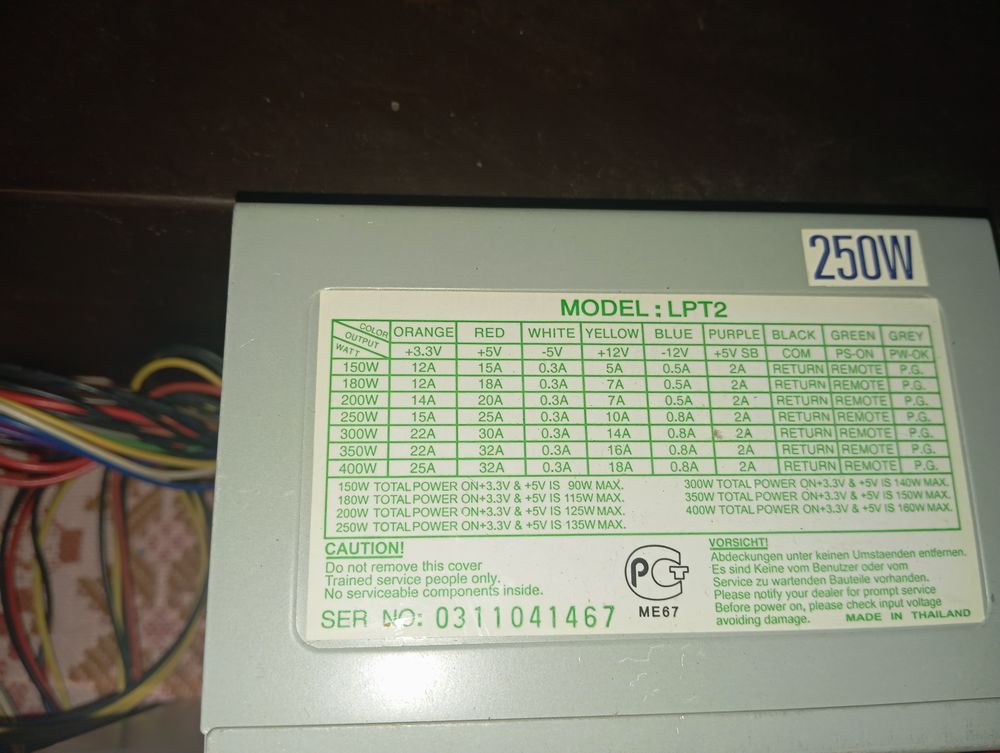 250W
MODEL : LPT2
COLOR OUTPUT WATT ORANGE RED WHITE YELLOW BLUE PURPLE BLACK GREEN GREY
+3.3V +5V -5V +12V -12V +5V SB COM PS-ON PW-OK
150W 12A 15A 0.3A 5A 0.5A 2A RETURN REMOTE P.G.
180W 12A 18A 0.3A 7A 0.5A 2A RETURN REMOTE P.G.
200W 14A 20A 0.3A 7A 0.5A 2A RETURN REMOTE P.G.
250W 15A 25A 0.3A 10A 0.8A 2A RETURN REMOTE P.G.
300W 22A 30A 0.3A 14A 0.8A 2A RETURN REMOTE P.G.
350W 22A 32A 0.3A 16A 0.8A 2A RETURN REMOTE P.G.
400W 25A 32A 0.3A 18A 0.8A 2A RETURN REMOTE P.G.
150W TOTAL POWER ON+3.3V & +5V IS 90W MAX.
180W TOTAL POWER ON+3.3V & +5V IS 115W MAX.
200W TOTAL POWER ON+3.3V & +5V IS 125W MAX.
250W TOTAL POWER ON+3.3V & +5V IS 135W MAX.
300W TOTAL POWER ON+3.3V & +5V IS 140W MAX.
350W TOTAL POWER ON+3.3V & +5V IS 150W MAX.
400W TOTAL POWER ON+3.3V & +5V IS 160W MAX.
CAUTION!
Do not remove this cover
Trained service people only.
No serviceable components inside.
SER NO: 0311041467
РСТ
ME67
VORSICHT!
Abdeckungen unter keinen Umstaenden entfernen.
Es sind Keine vom Benutzer oder vom
Service zu wartenden Bauteile vorhanden.
Please notify your dealer for prompt service
Before power on, please check input voltage
avoiding damage.
MADE IN THAILAND